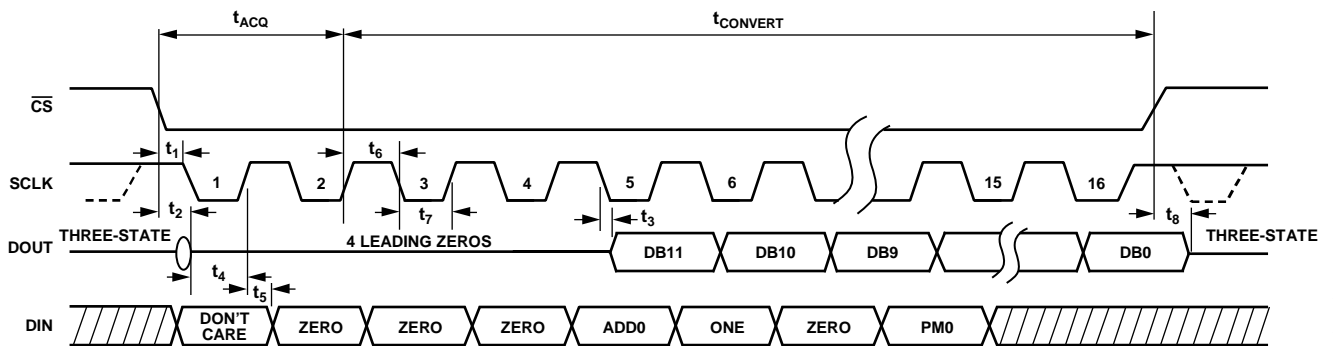 tACQ tCONVERT
CS
t1 t6
SCLK 1 2 3 4 5 6 15 16
t2 t7 t3 t8
THREE-STATE 4 LEADING ZEROS DB11 DB10 DB9 DB0 THREE-STATE
DOUT
t4
t5
DIN DON'T CARE ZERO ZERO ZERO ADD0 ONE ZERO PM0